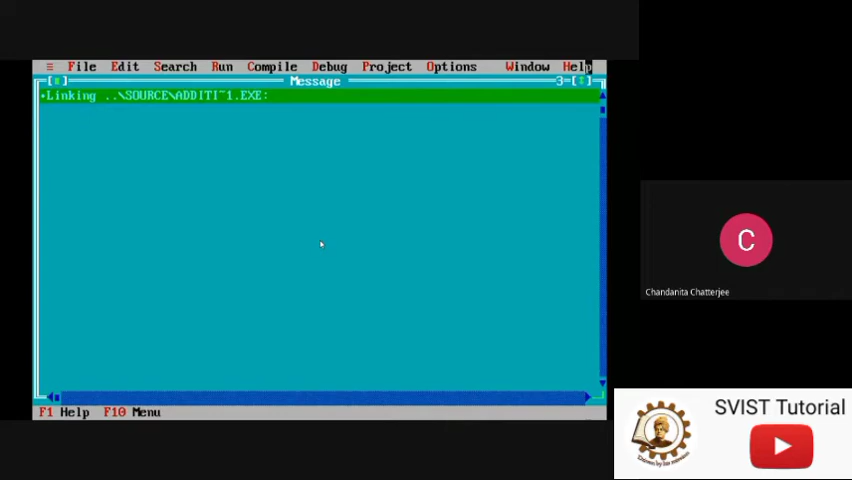 ≡ File Edit Search Run Compile Debug Project Options Window Help
[■] Message 3=[↕]
•Linking ..\SOURCE\ADDITI~1.EXE:
F1 Help F10 Menu
C
Chandanita Chatterjee
SVIST Tutorial